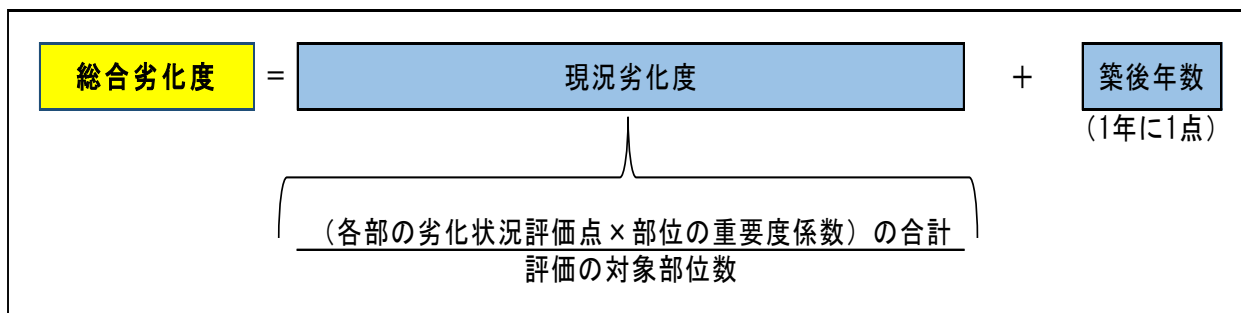 総合劣化度 = 現況劣化度 + 築後年数
(1年に1点)
(各部の劣化状況評価点×部位の重要度係数)の合計
評価の対象部位数